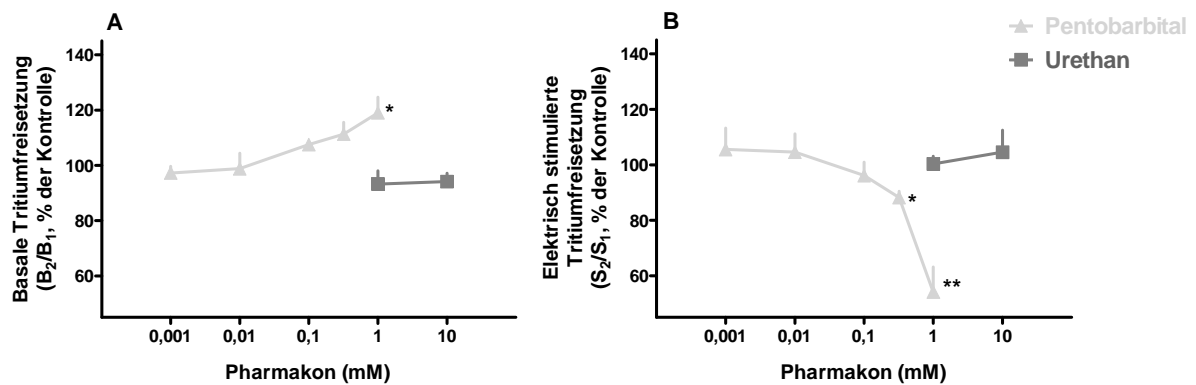 A
Basale Tritiumfreisetzung
(B2/B1, % der Kontrolle)
140
120
100
80
60
*
0,001 0,01 0,1 1 10
Pharmakon (mM)
B
Elektrisch stimulierte
Tritiumfreisetzung
(S2/S1, % der Kontrolle)
140
120
100
80
60
*
**
0,001 0,01 0,1 1 10
Pharmakon (mM)
Pentobarbital
Urethan